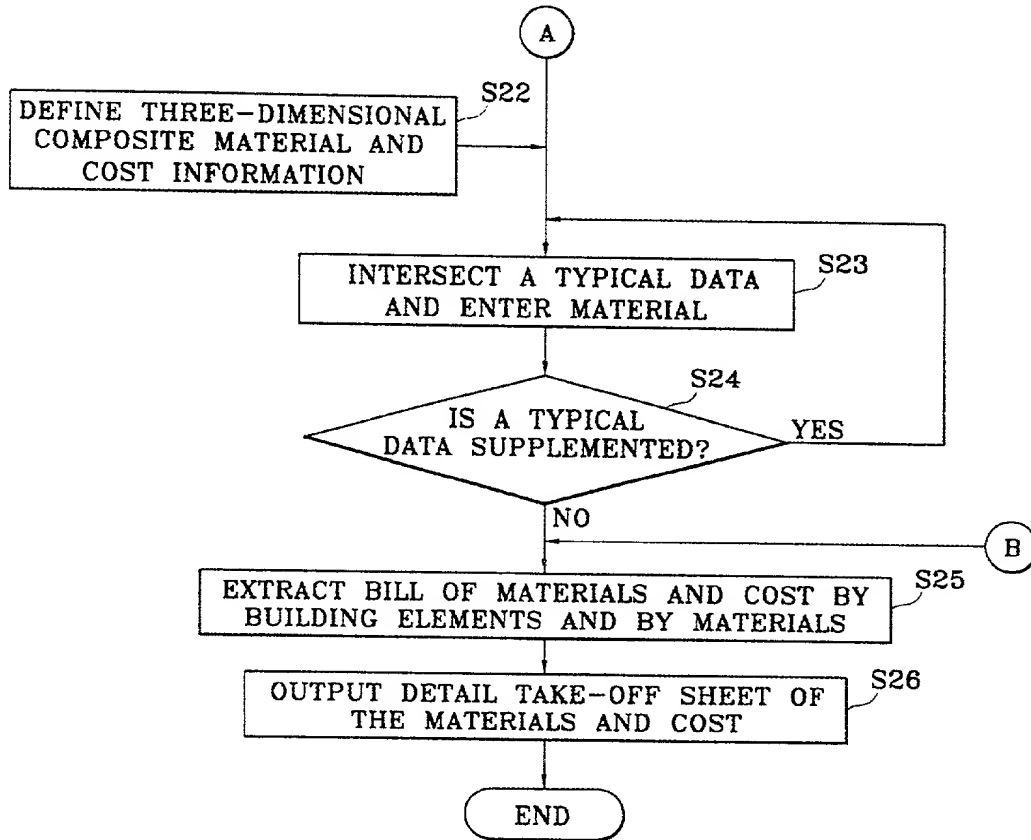 A
S22
DEFINE THREE-DIMENSIONAL
COMPOSITE MATERIAL AND
COST INFORMATION
S23
INTERSECT A TYPICAL DATA
AND ENTER MATERIAL
S24
IS A TYPICAL
DATA SUPPLEMENTED?
YES
NO
B
S25
EXTRACT BILL OF MATERIALS AND COST BY
BUILDING ELEMENTS AND BY MATERIALS
S26
OUTPUT DETAIL TAKE-OFF SHEET OF
THE MATERIALS AND COST
END